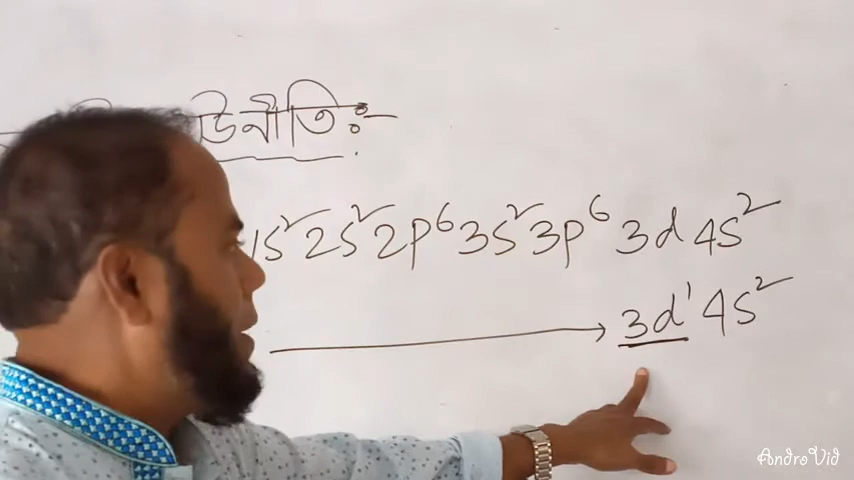 উনীতি :-
1s² 2s² 2p⁶ 3s² 3p⁶ 3d 4s²
→ 3d¹ 4s²
AndroVid